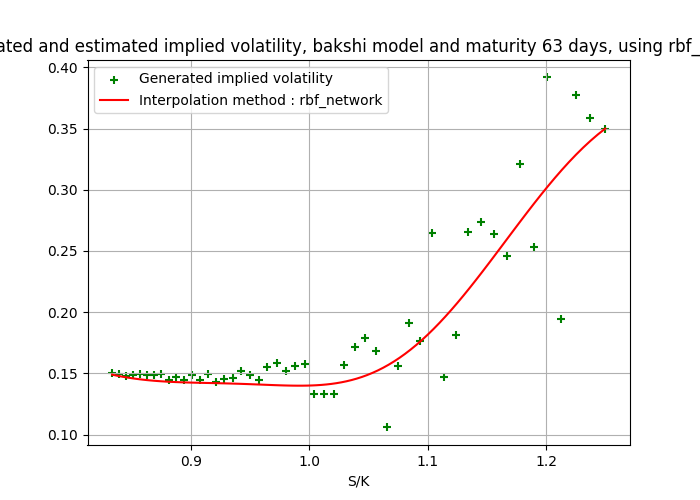 ated and estimated implied volatility, bakshi model and maturity 63 days, using rbf_
Generated implied volatility
Interpolation method : rbf_network
0.40
0.35
0.30
0.25
0.20
0.15
0.10
0.9 1.0 1.1 1.2
S/K